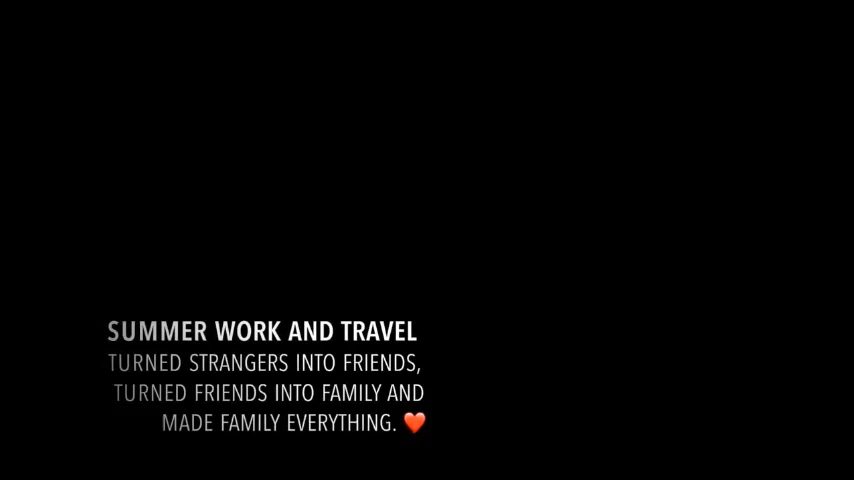 SUMMER WORK AND TRAVEL
TURNED STRANGERS INTO FRIENDS,
TURNED FRIENDS INTO FAMILY AND
MADE FAMILY EVERYTHING. ❤️